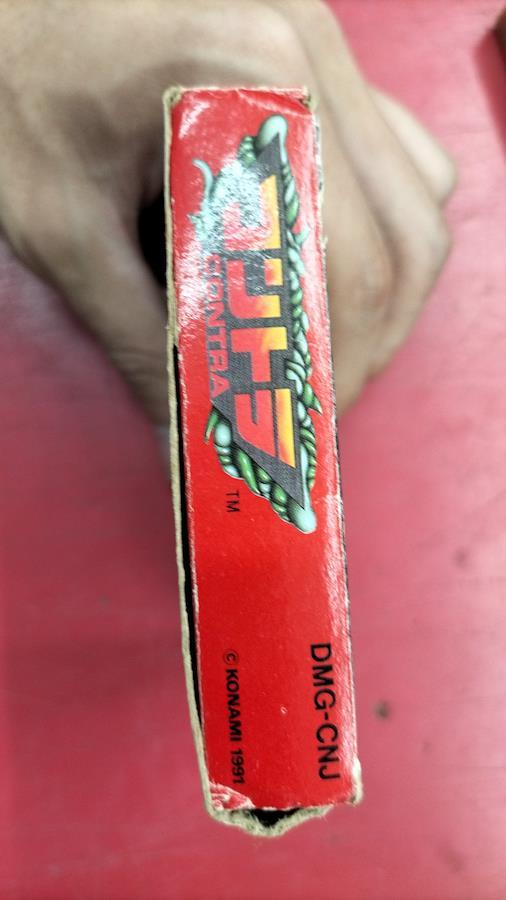 コントラ
CONTRA
TM
DMG-CNJ
© KONAMI 1991